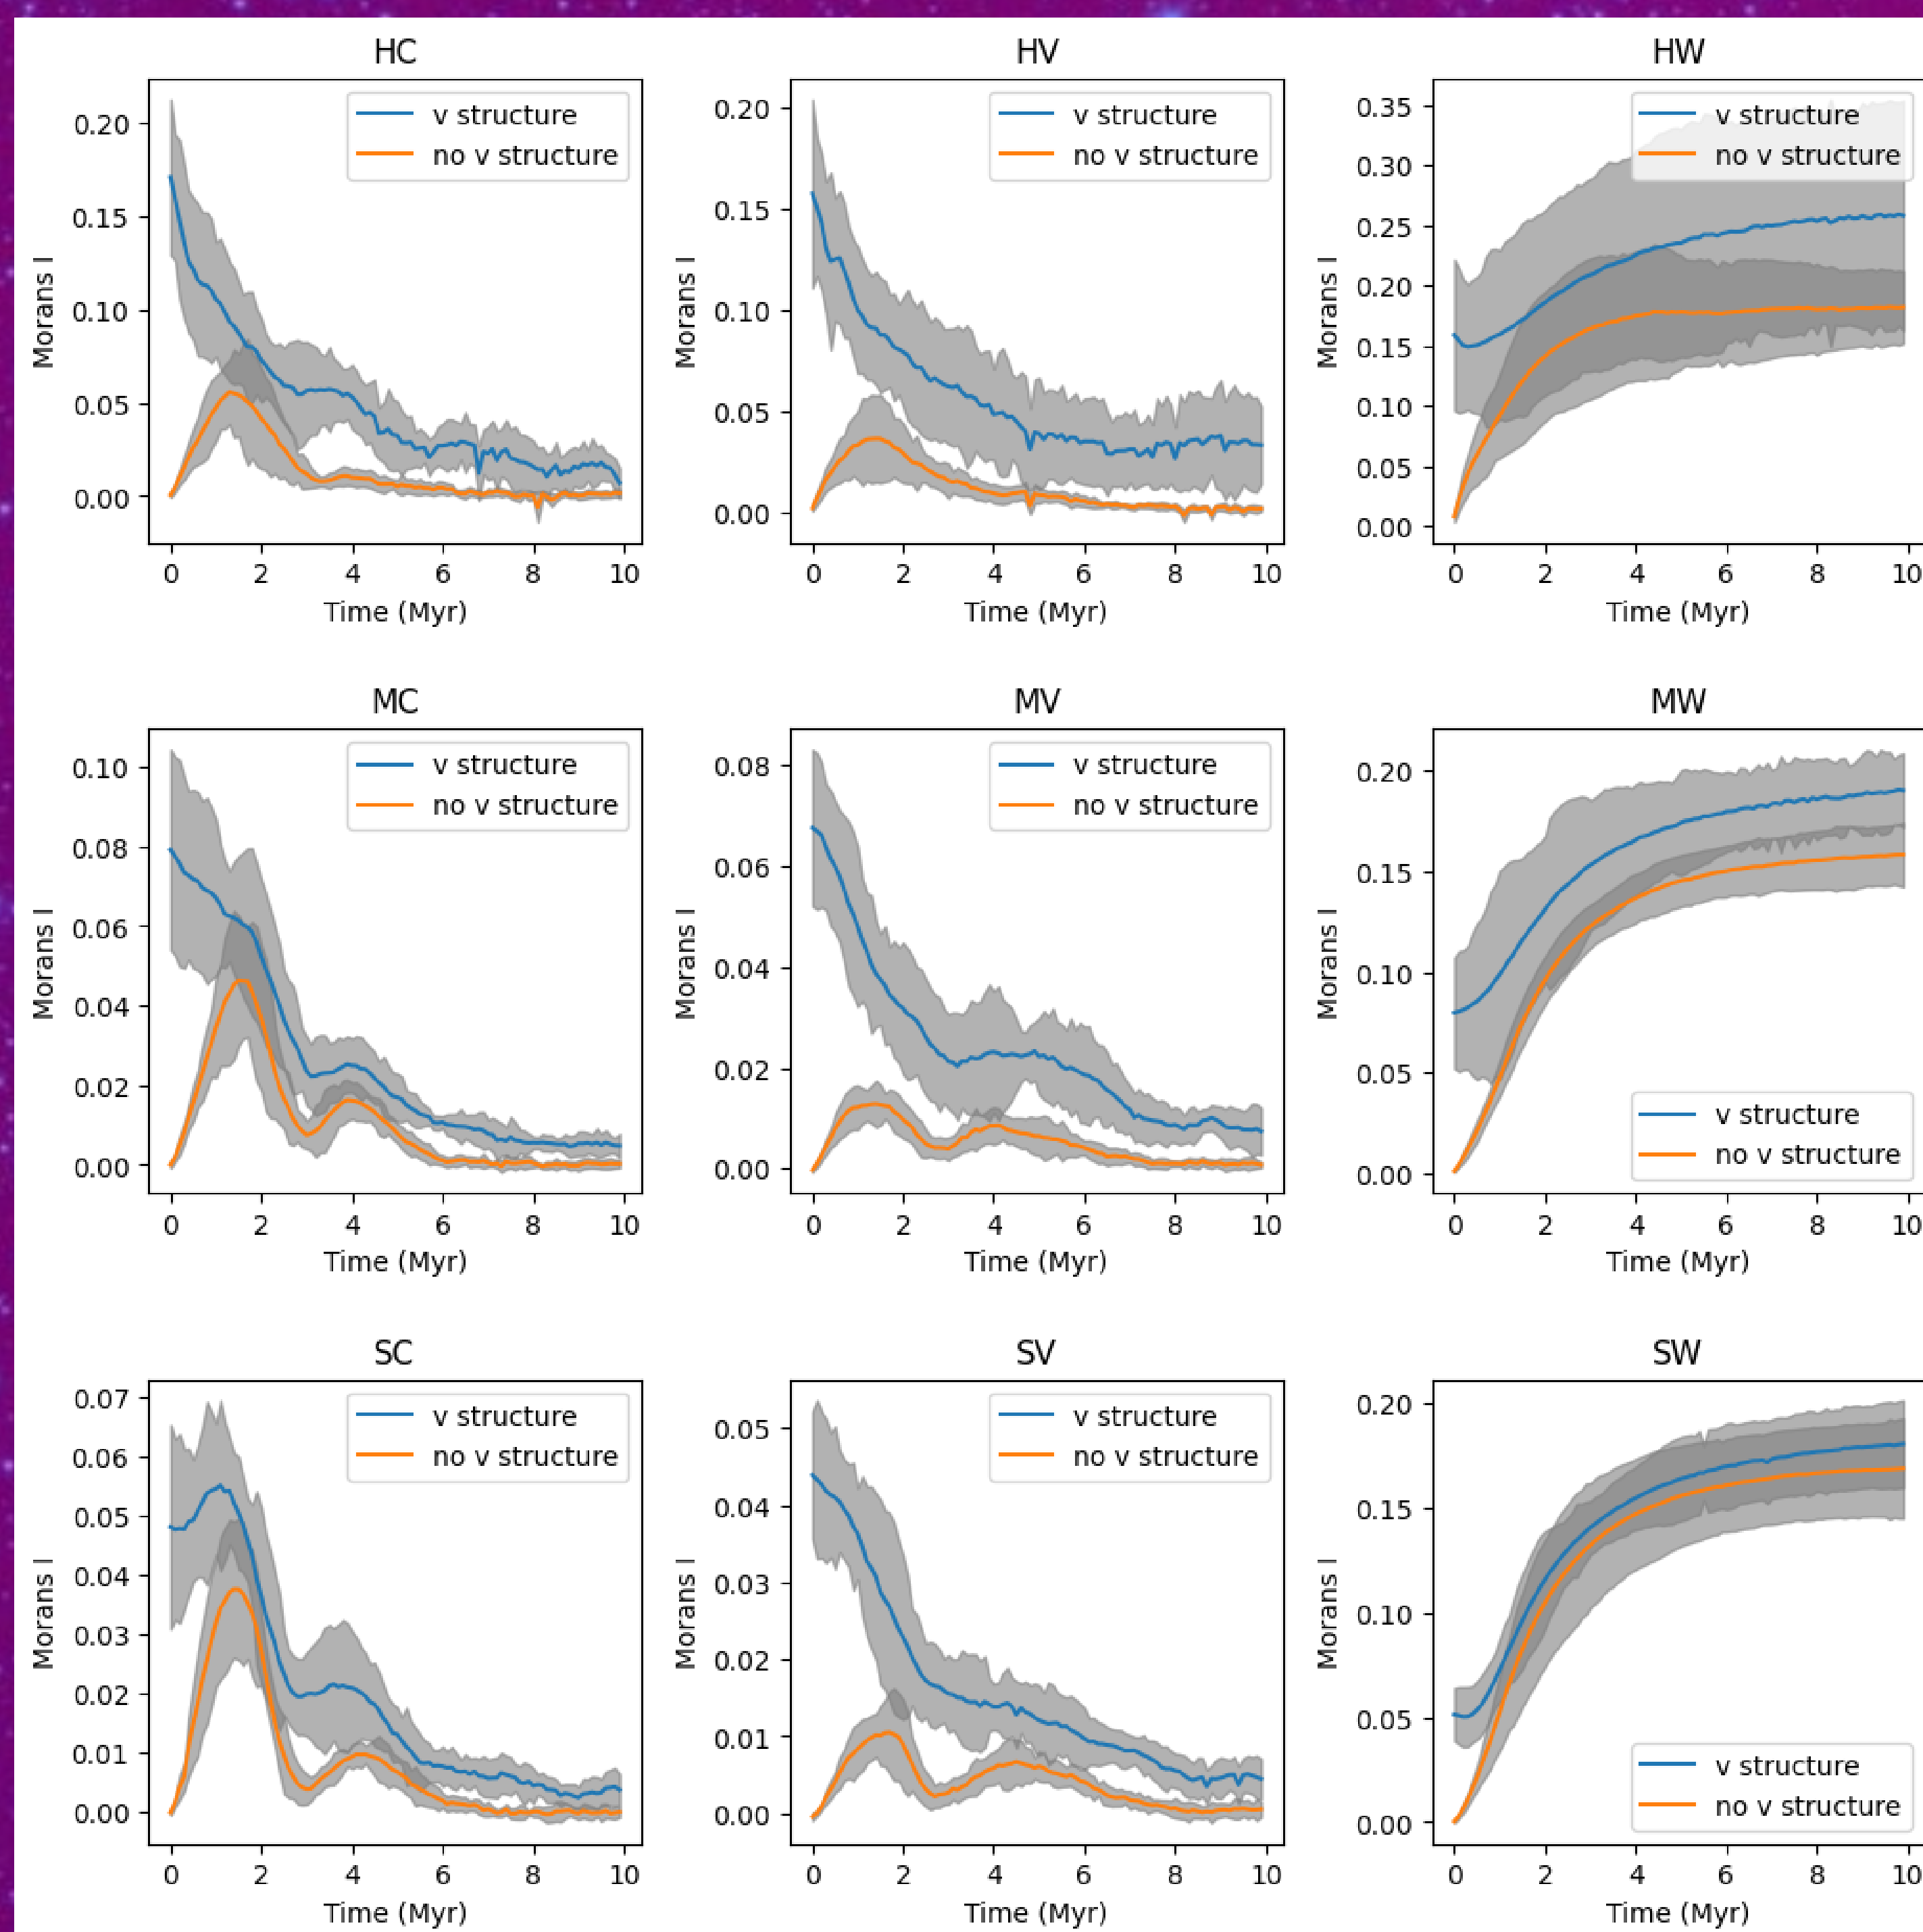 HC
0.20
0.15
0.10
0.05
0.00
Morans I
v structure
no v structure
0 2 4 6 8 10
Time (Myr)
HV
0.20
0.15
0.10
0.05
0.00
Morans I
v structure
no v structure
0 2 4 6 8 10
Time (Myr)
HW
0.35
0.30
0.25
0.20
0.15
0.10
0.05
0.00
Morans I
v structure
no v structure
0 2 4 6 8 10
Time (Myr)
MC
0.10
0.08
0.06
0.04
0.02
0.00
Morans I
v structure
no v structure
0 2 4 6 8 10
Time (Myr)
MV
0.08
0.06
0.04
0.02
0.00
Morans I
v structure
no v structure
0 2 4 6 8 10
Time (Myr)
MW
0.20
0.15
0.10
0.05
0.00
Morans I
v structure
no v structure
0 2 4 6 8 10
Time (Myr)
SC
0.07
0.06
0.05
0.04
0.03
0.02
0.01
0.00
Morans I
v structure
no v structure
0 2 4 6 8 10
Time (Myr)
SV
0.05
0.04
0.03
0.02
0.01
0.00
Morans I
v structure
no v structure
0 2 4 6 8 10
Time (Myr)
SW
0.20
0.15
0.10
0.05
0.00
Morans I
v structure
no v structure
0 2 4 6 8 10
Time (Myr)